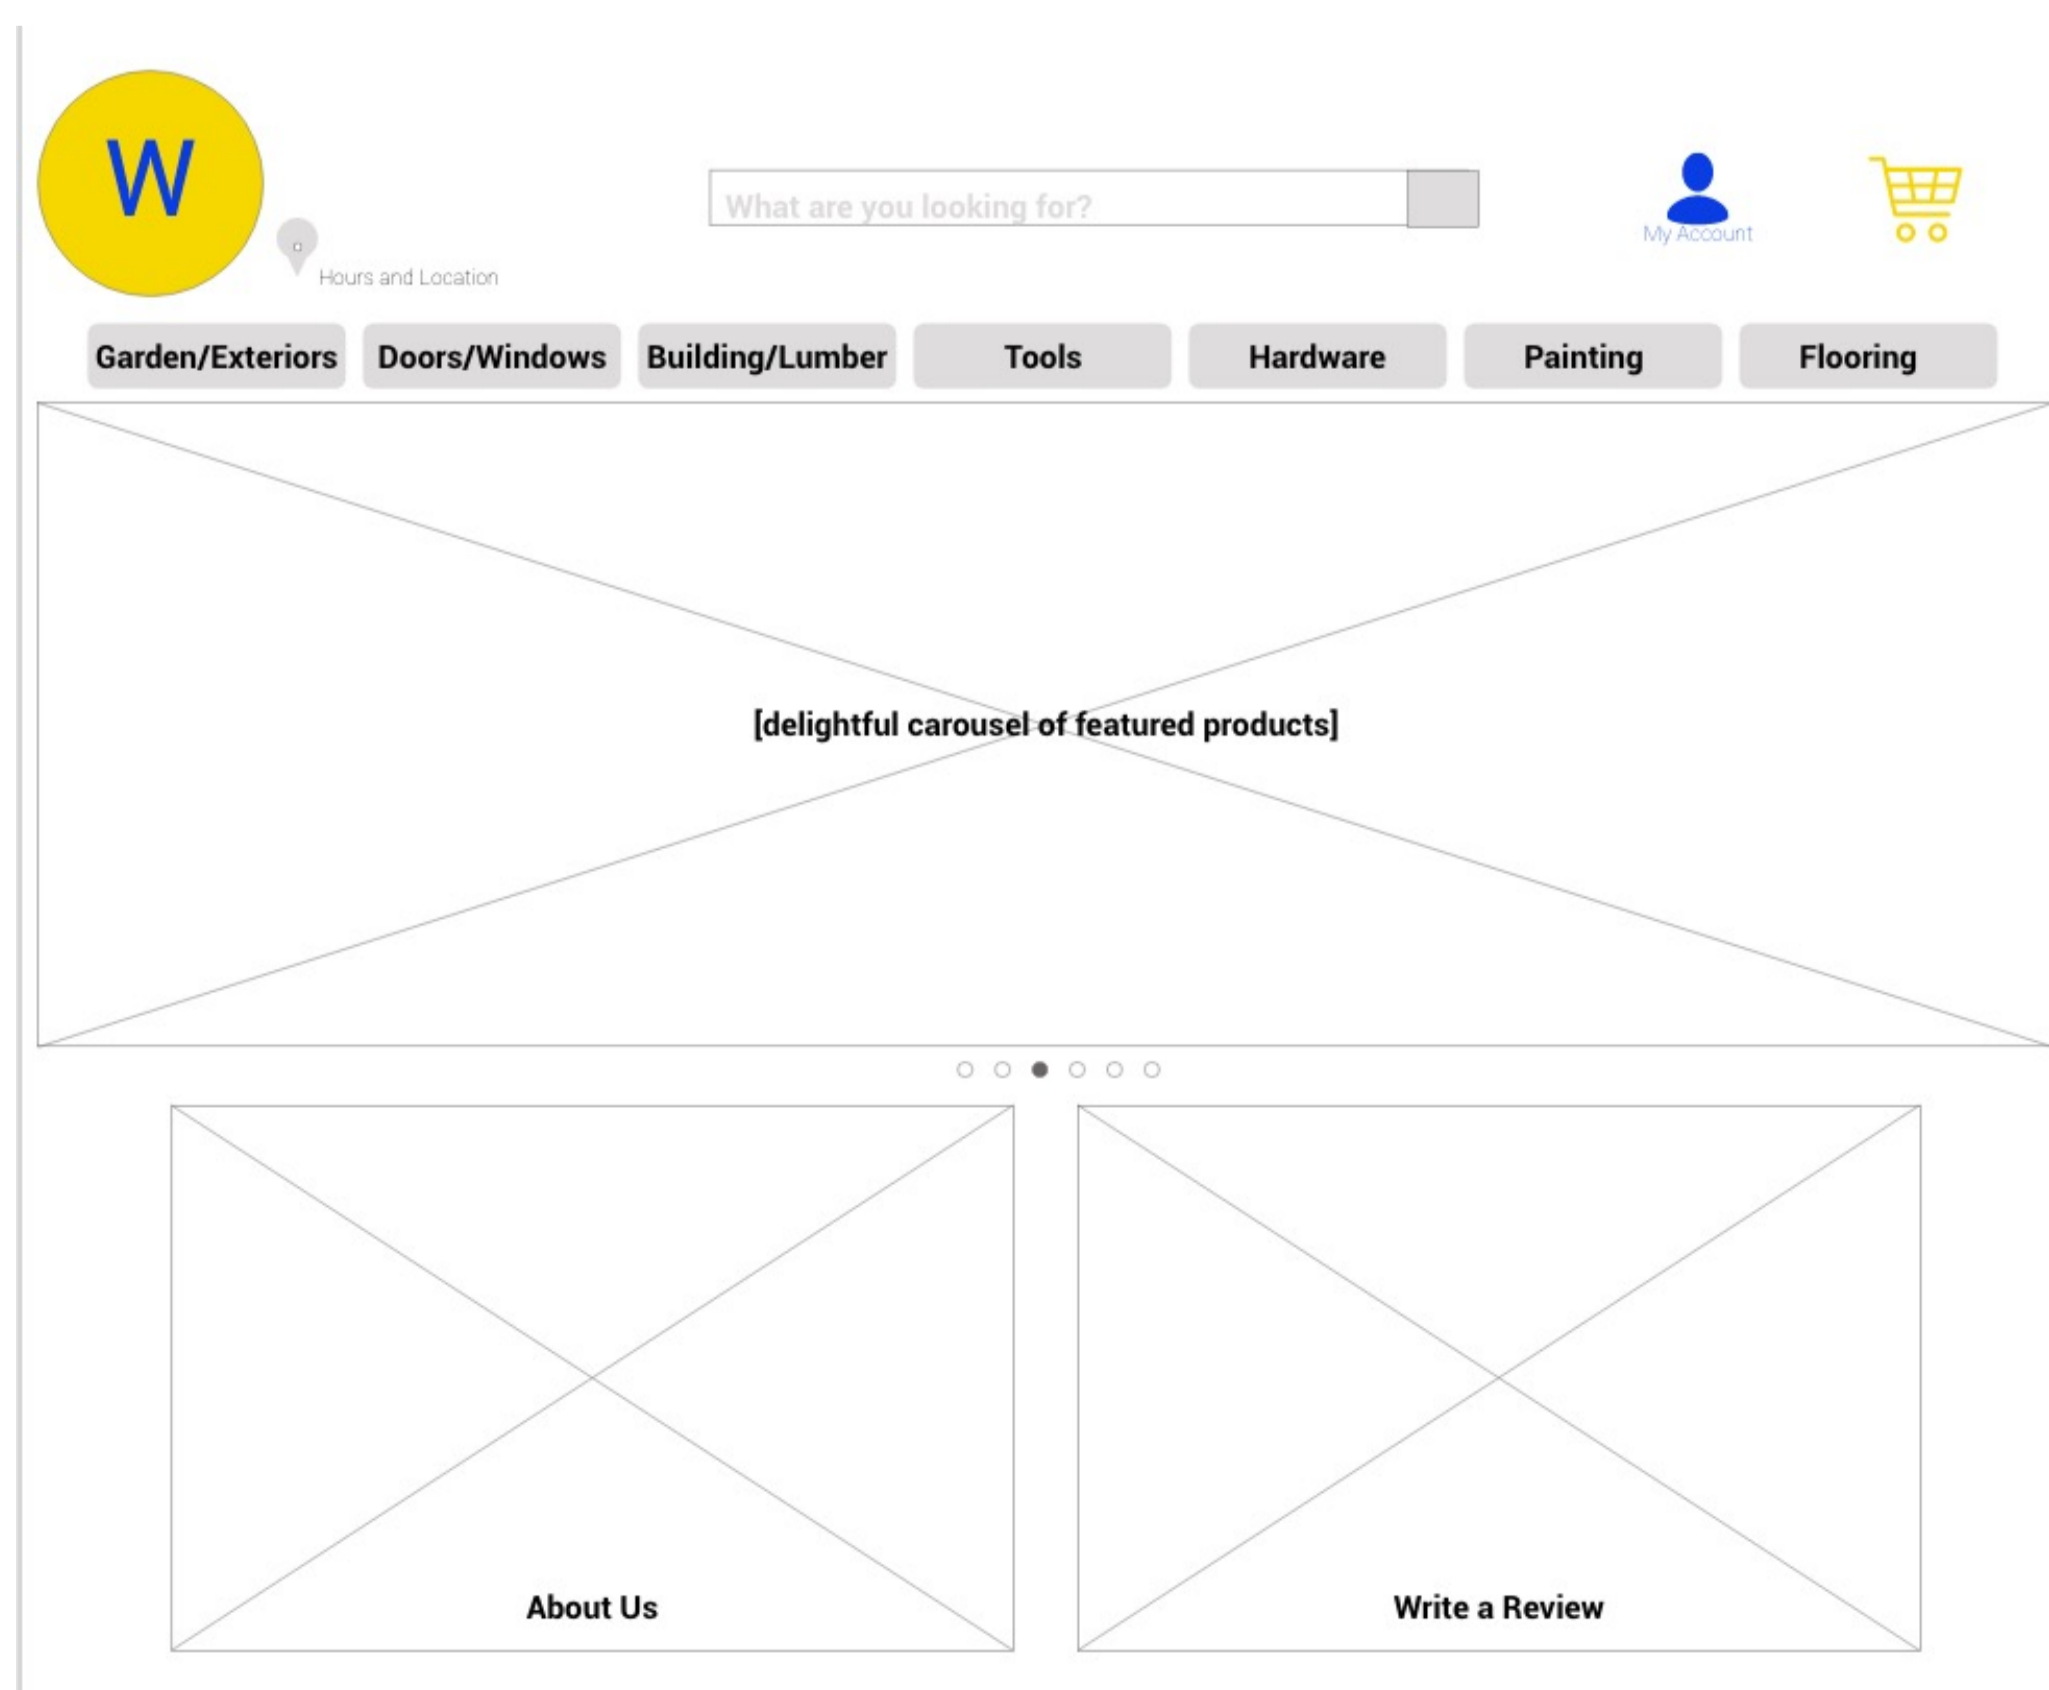 W
Hours and Location
What are you looking for?
My Account
Garden/Exteriors
Doors/Windows
Building/Lumber
Tools
Hardware
Painting
Flooring
[delightful carousel of featured products]
About Us
Write a Review